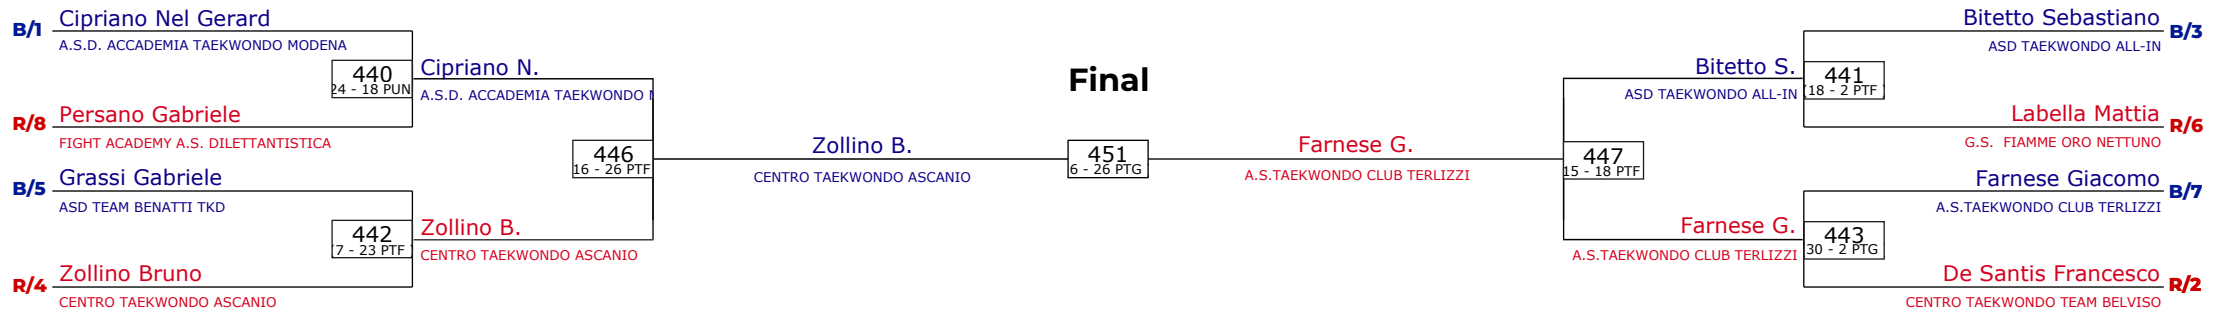 B/1 Cipriano Nel Gerard
A.S.D. ACCADEMIA TAEKWONDO MODENA
440
24 - 18 PUN
R/8 Persano Gabriele
FIGHT ACADEMY A.S. DILETTANTISTICA
B/5 Grassi Gabriele
ASD TEAM BENATTI TKD
442
7 - 23 PTF
R/4 Zollino Bruno
CENTRO TAEKWONDO ASCANIO
Cipriano N.
A.S.D. ACCADEMIA TAEKWONDO
446
16 - 26 PTF
Zollino B.
CENTRO TAEKWONDO ASCANIO
Final
Zollino B.
CENTRO TAEKWONDO ASCANIO
451
6 - 26 PTG
Farnese G.
A.S.TAEKWONDO CLUB TERLIZZI
Bitetto S.
ASD TAEKWONDO ALL-IN
447
15 - 18 PTF
Farnese G.
A.S.TAEKWONDO CLUB TERLIZZI
Bitetto Sebastiano B/3
ASD TAEKWONDO ALL-IN
441
(18 - 2 PTF
Labella Mattia R/6
G.S. FIAMME ORO NETTUNO
Farnese Giacomo B/7
A.S.TAEKWONDO CLUB TERLIZZI
443
30 - 2 PTG
De Santis Francesco R/2
CENTRO TAEKWONDO TEAM BELVISO